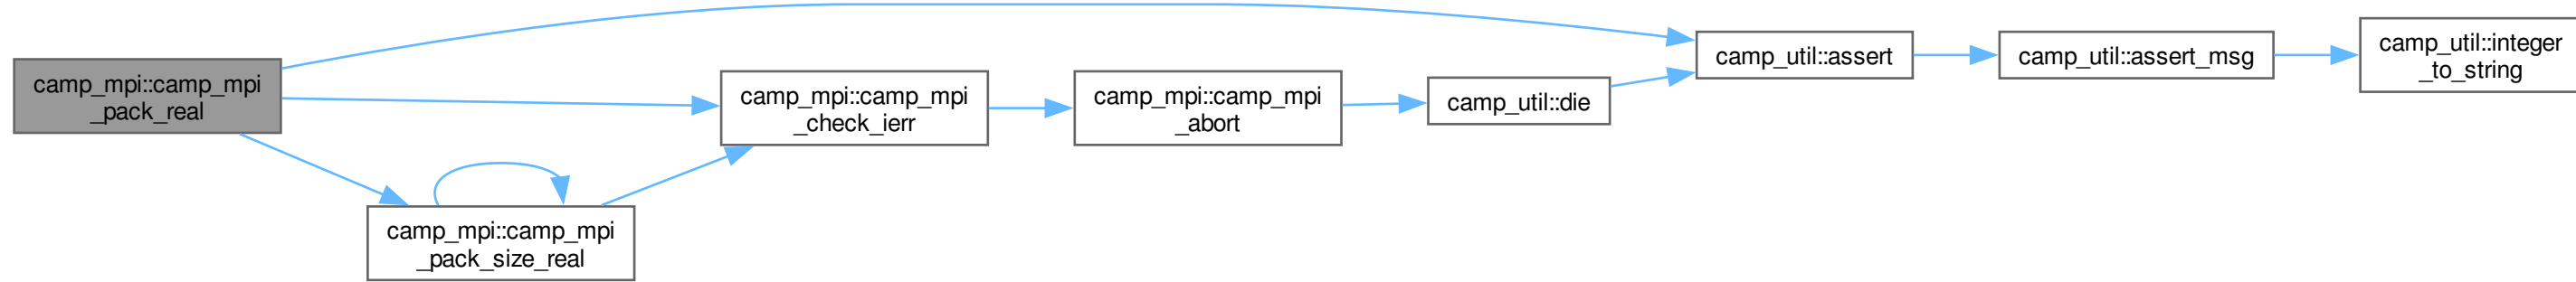 camp_mpi::camp_mpi
_pack_real
camp_mpi::camp_mpi
_pack_size_real
camp_mpi::camp_mpi
_check_ierr
camp_mpi::camp_mpi
_abort
camp_util::die
camp_util::assert
camp_util::assert_msg
camp_util::integer
_to_string